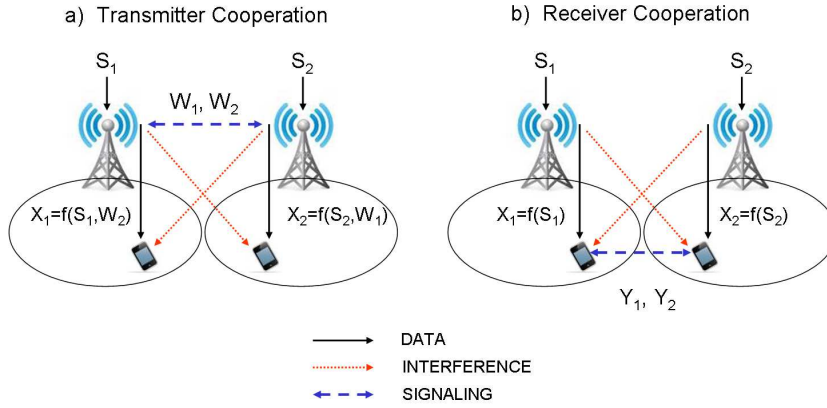 a) Transmitter Cooperation
b) Receiver Cooperation
S₁
S₂
S₁
S₂
W₁, W₂
X₁=f(S₁,W₂)
X₂=f(S₂,W₁)
X₁=f(S₁)
X₂=f(S₂)
Y₁, Y₂
DATA
INTERFERENCE
SIGNALING